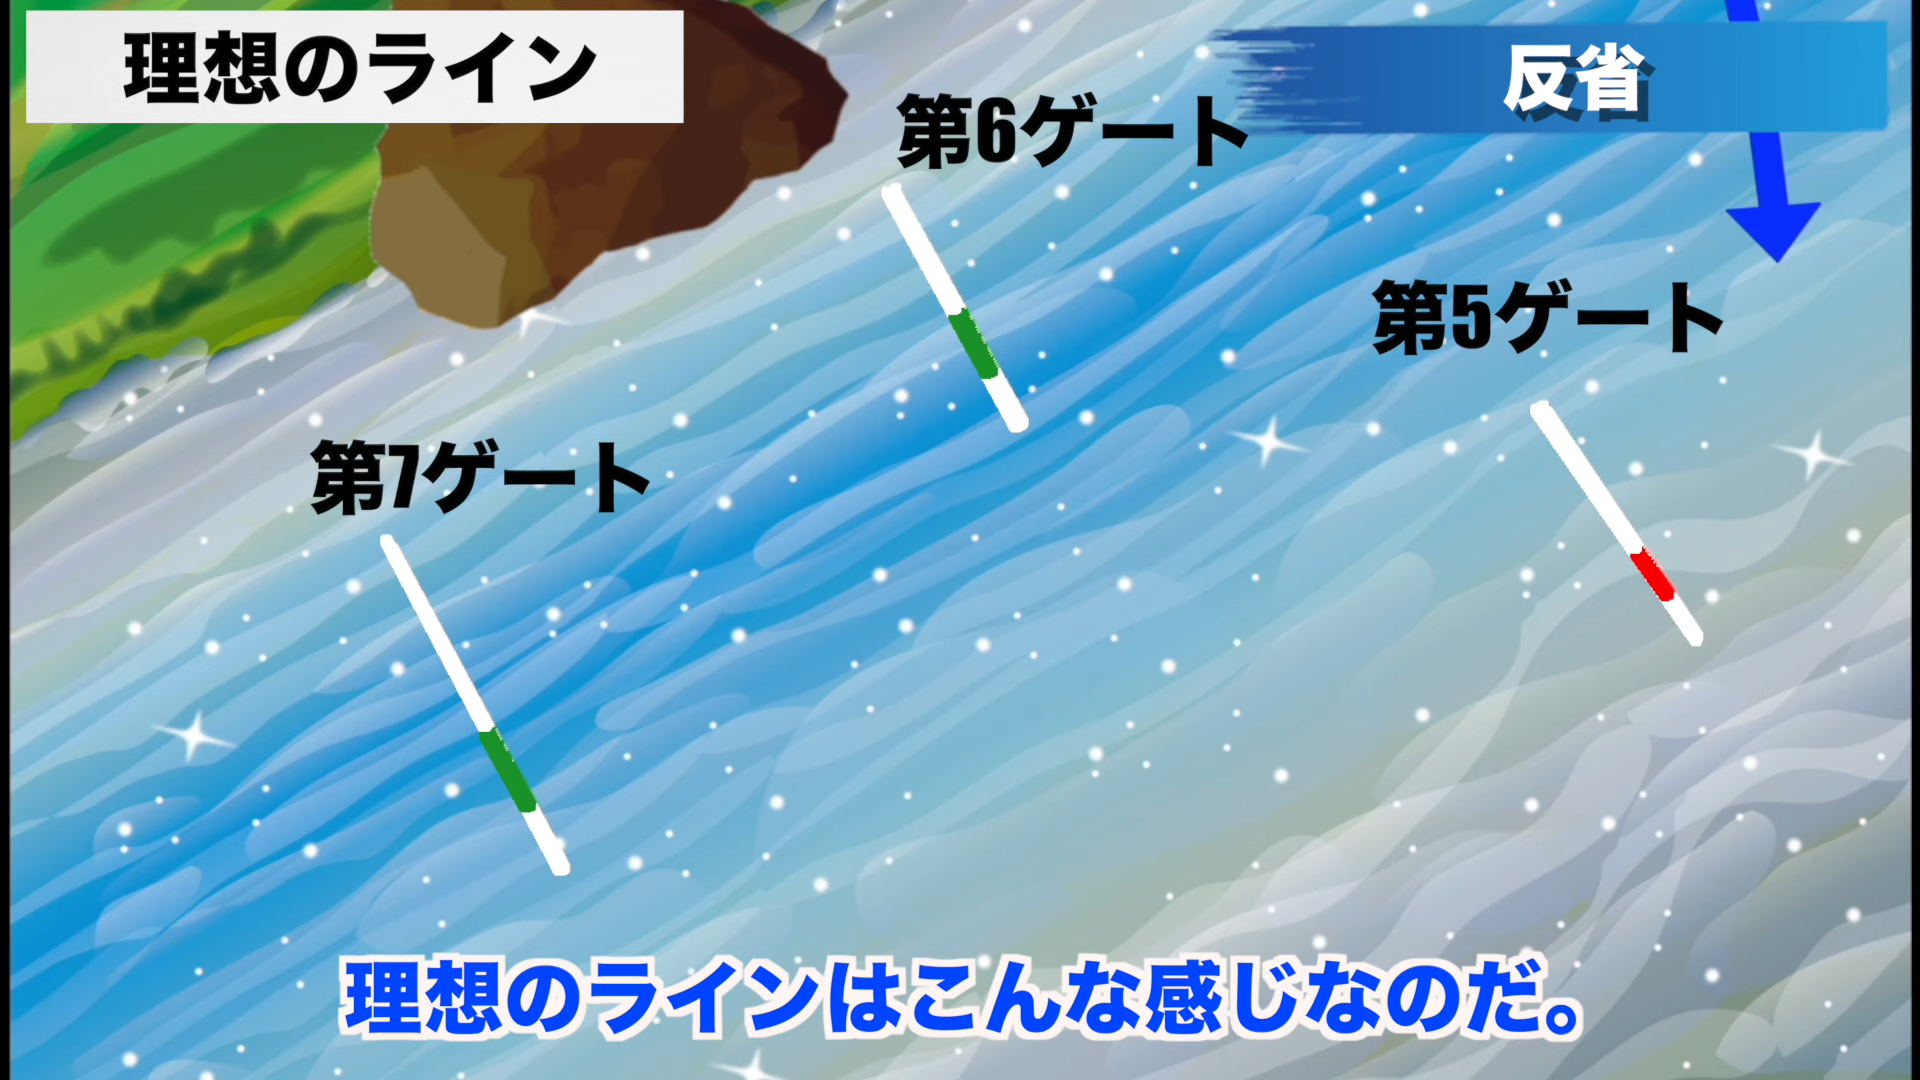 理想のライン
反省
第6ゲート
第5ゲート
第7ゲート
理想のラインはこんな感じなのだ。